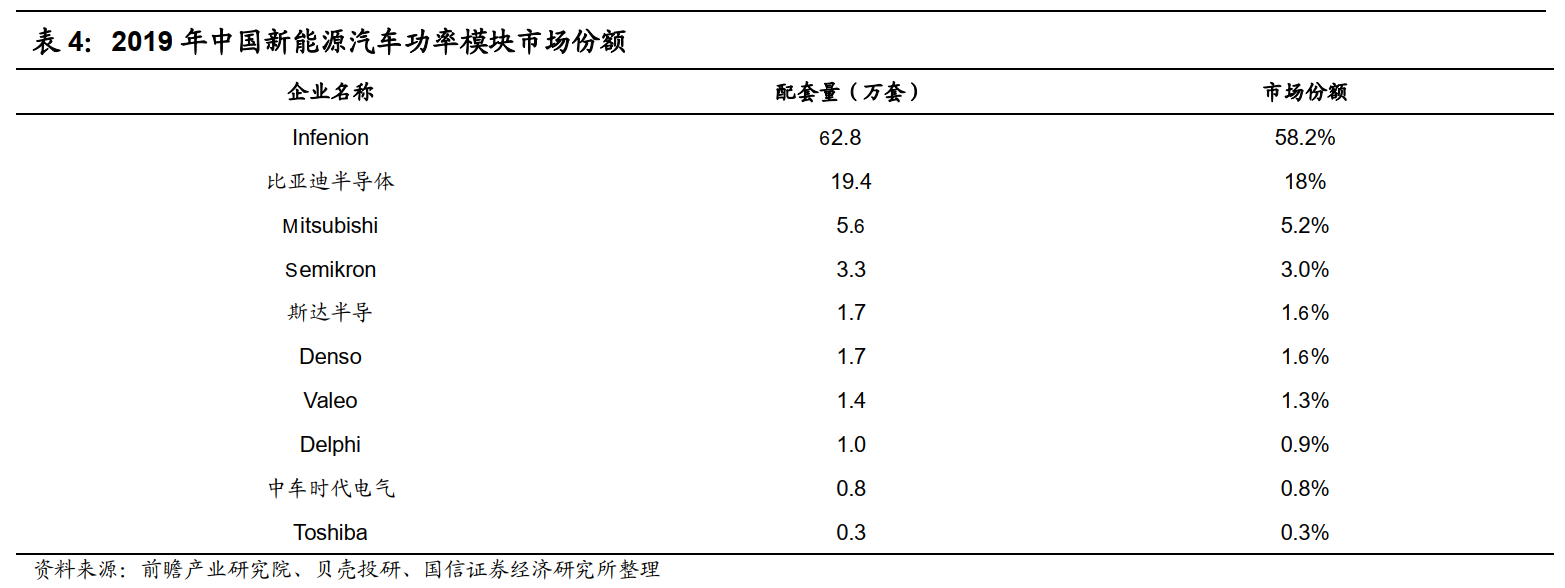 表 4：2019 年中国新能源汽车功率模块市场份额
企业名称 配套量（万套） 市场份额
Infenion 62.8 58.2%
比亚迪半导体 19.4 18%
Mitsubishi 5.6 5.2%
Semikron 3.3 3.0%
斯达半导 1.7 1.6%
Denso 1.7 1.6%
Valeo 1.4 1.3%
Delphi 1.0 0.9%
中车时代电气 0.8 0.8%
Toshiba 0.3 0.3%
资料来源：前瞻产业研究院、贝壳投研、国信证券经济研究所整理